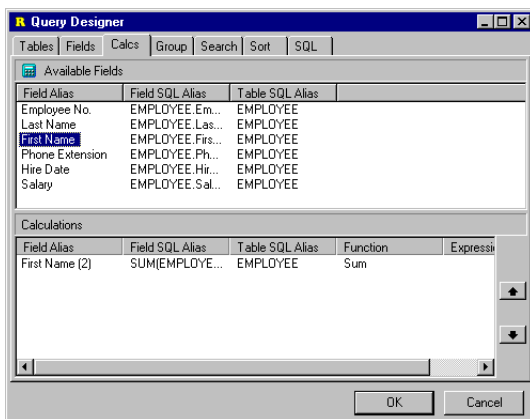 R Query Designer
Tables Fields Calcs Group Search Sort SQL
Available Fields
Field Alias Field SQL Alias Table SQL Alias
Employee No. EMPLOYEE.Em... EMPLOYEE
Last Name EMPLOYEE.Las... EMPLOYEE
First Name EMPLOYEE.Firs... EMPLOYEE
Phone Extension EMPLOYEE.Ph... EMPLOYEE
Hire Date EMPLOYEE.Hir... EMPLOYEE
Salary EMPLOYEE.Sal... EMPLOYEE
Calculations
Field Alias Field SQL Alias Table SQL Alias Function Expressi
First Name (2) SUM(EMPLOYE... EMPLOYEE Sum
OK Cancel